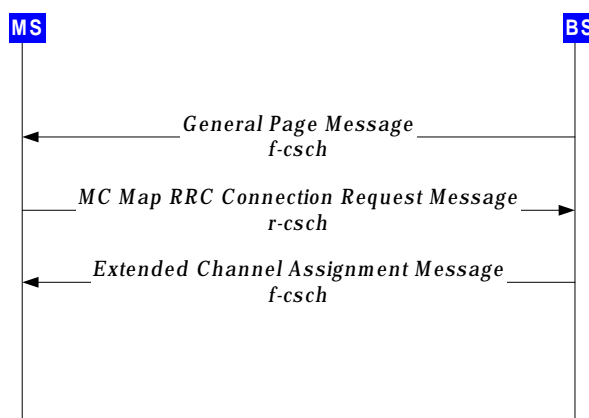 MS BS
General Page Message
f-csch
MC Map RRC Connection Request Message
r-csch
Extended Channel Assignment Message
f-csch